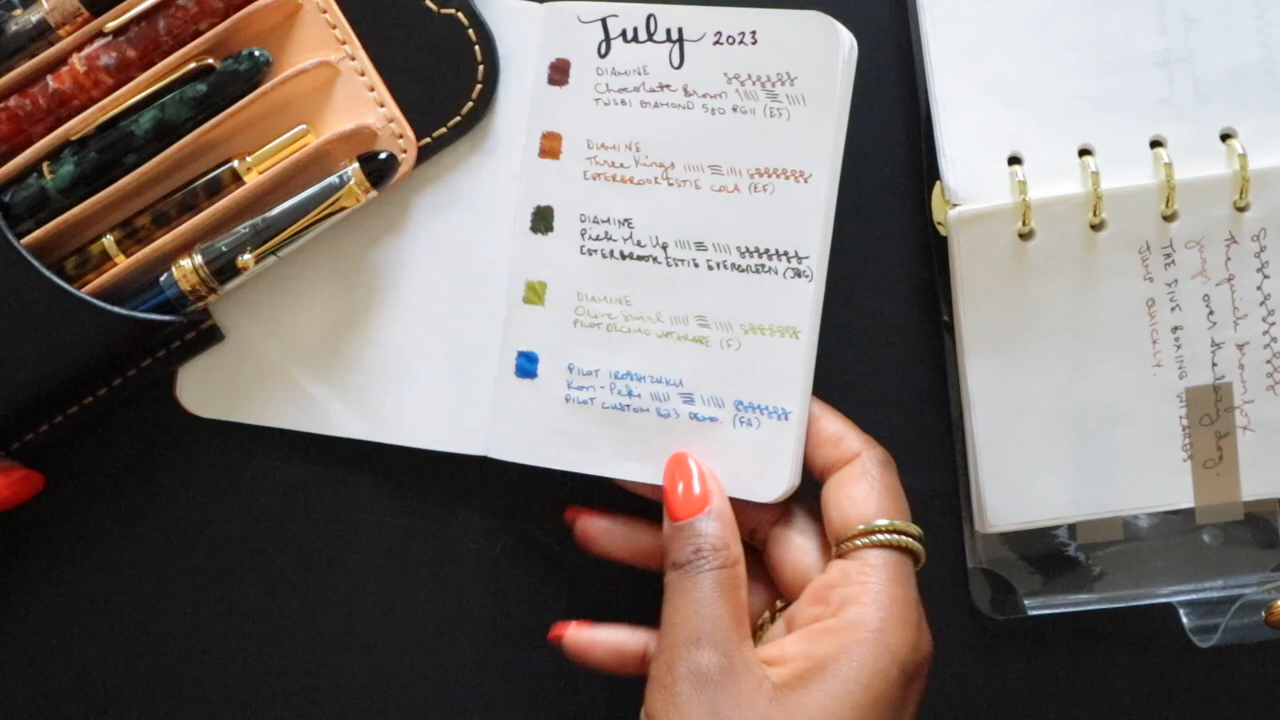 July 2023
DIAMINE
Chocolate Brown
TWSBI DIAMOND 580 RGII (EF)
DIAMINE
Three Kings
ESTERBROOK ESTIE COLA (EF)
DIAMINE
Pick Me Up
ESTERBROOK ESTIE EVERGREEN (JBG)
DIAMINE
Olive Swirl
PILOT DECIMO (F)
PILOT IROSHIZUKU
Kon-Peki
PILOT CUSTOM 823 DEMO. (FA)
The quick brown fox
jumps over the lazy dog.
THE FIVE BOXING WIZARDS
JUMP QUICKLY.